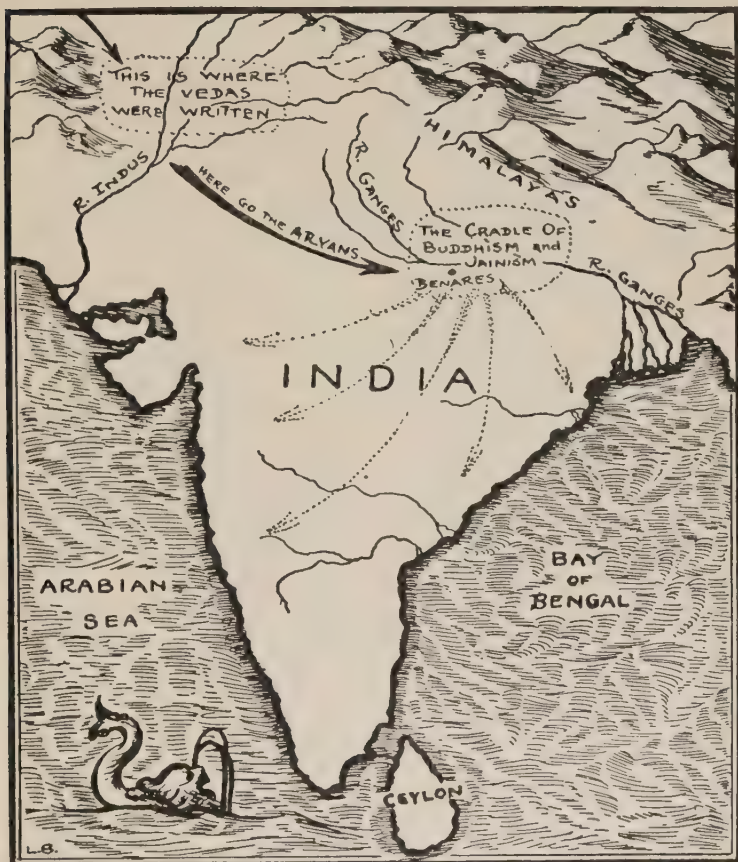 THIS IS WHERE
THE VEDAS
WERE WRITTEN
HIMALAYAS
R. INDUS
R. GANGES
HERE GO THE ARYANS
THE CRADLE OF
BUDDHISM and
JAINISM
BENARES
R. GANGES
INDIA
ARABIAN
SEA
BAY
OF
BENGAL
CEYLON
L.B.